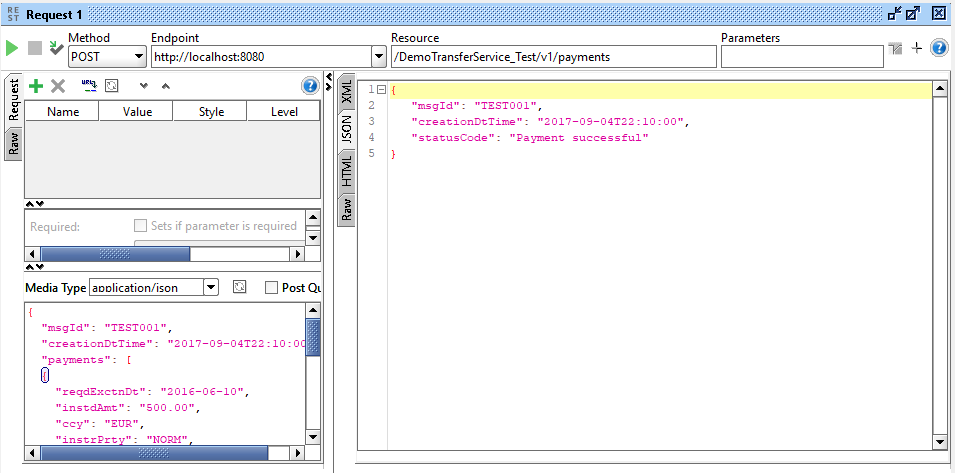 REST Request 1
Method Endpoint Resource Parameters
POST http://localhost:8080 /DemoTransferService_Test/v1/payments
Request
Raw
URL
Name Value Style Level
Required: Sets if parameter is required
Media Type application/json Post Qu
{
"msgId": "TEST001",
"creationDtTime": "2017-09-04T22:10:00
"payments": [
{
"reqdExctnDt": "2016-06-10",
"instdAmt": "500.00",
"ccy": "EUR",
"instrPrty": "NORM",
XML
JSON
HTML
Raw
1 {
2 "msgId": "TEST001",
3 "creationDtTime": "2017-09-04T22:10:00",
4 "statusCode": "Payment successful"
5 }